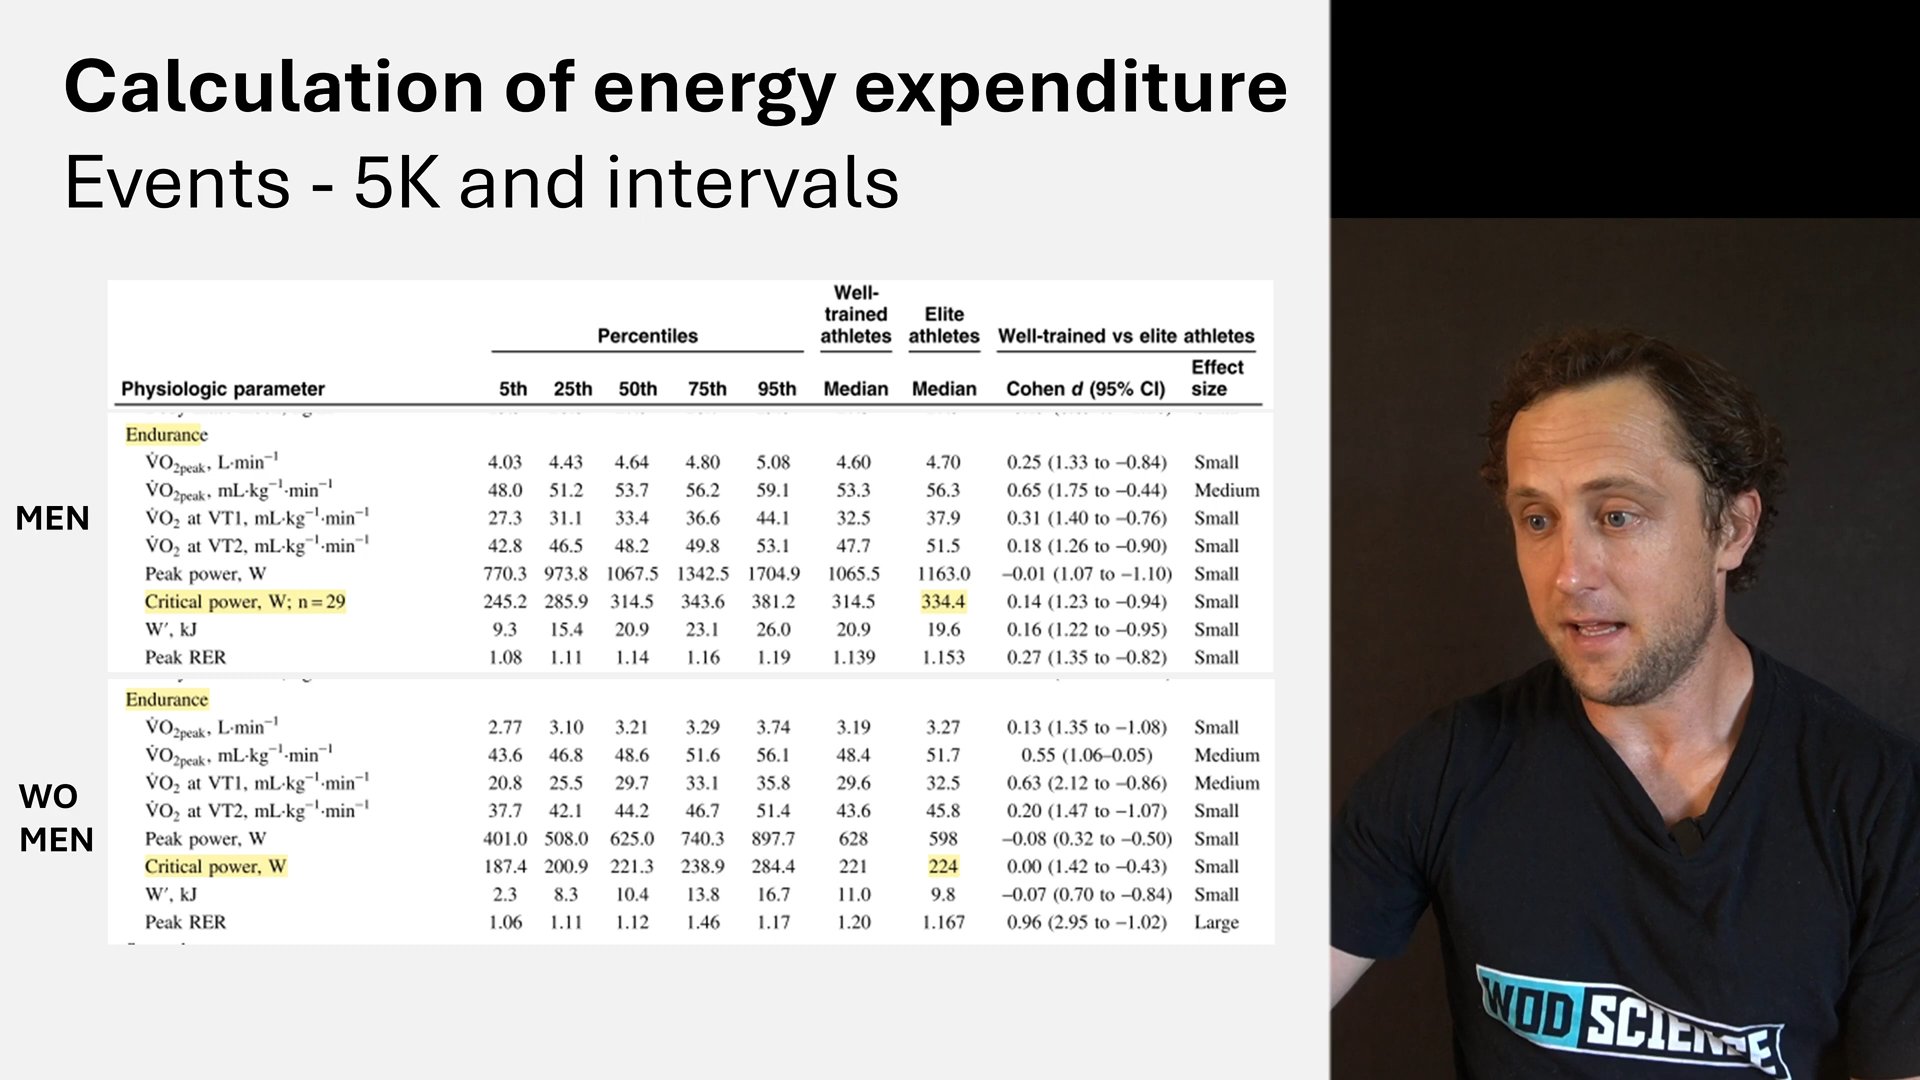 Calculation of energy expenditure
Events - 5K and intervals
Well-
trained Elite
Percentiles athletes athletes Well-trained vs elite athletes
Effect
Physiologic parameter 5th 25th 50th 75th 95th Median Median Cohen d (95% CI) size
MEN
Endurance
V̇O2peak, L·min−1 4.03 4.43 4.64 4.80 5.08 4.60 4.70 0.25 (1.33 to −0.84) Small
V̇O2peak, mL·kg−1·min−1 48.0 51.2 53.7 56.2 59.1 53.3 56.3 0.65 (1.75 to −0.44) Medium
V̇O2 at VT1, mL·kg−1·min−1 27.3 31.1 33.4 36.6 44.1 32.5 37.9 0.31 (1.40 to −0.76) Small
V̇O2 at VT2, mL·kg−1·min−1 42.8 46.5 48.2 49.8 53.1 47.7 51.5 0.18 (1.26 to −0.90) Small
Peak power, W 770.3 973.8 1067.5 1342.5 1704.9 1065.5 1163.0 −0.01 (1.07 to −1.10) Small
Critical power, W; n=29 245.2 285.9 314.5 343.6 381.2 314.5 334.4 0.14 (1.23 to −0.94) Small
W′, kJ 9.3 15.4 20.9 23.1 26.0 20.9 19.6 0.16 (1.22 to −0.95) Small
Peak RER 1.08 1.11 1.14 1.16 1.19 1.139 1.153 0.27 (1.35 to −0.82) Small
WO
MEN
Endurance
V̇O2peak, L·min−1 2.77 3.10 3.21 3.29 3.74 3.19 3.27 0.13 (1.35 to −1.08) Small
V̇O2peak, mL·kg−1·min−1 43.6 46.8 48.6 51.6 56.1 48.4 51.7 0.55 (1.06–0.05) Medium
V̇O2 at VT1, mL·kg−1·min−1 20.8 25.5 29.7 33.1 35.8 29.6 32.5 0.63 (2.12 to −0.86) Medium
V̇O2 at VT2, mL·kg−1·min−1 37.7 42.1 44.2 46.7 51.4 43.6 45.8 0.20 (1.47 to −1.07) Small
Peak power, W 401.0 508.0 625.0 740.3 897.7 628 598 −0.08 (0.32 to −0.50) Small
Critical power, W 187.4 200.9 221.3 238.9 284.4 221 224 0.00 (1.42 to −0.43) Small
W′, kJ 2.3 8.3 10.4 13.8 16.7 11.0 9.8 −0.07 (0.70 to −0.84) Small
Peak RER 1.06 1.11 1.12 1.46 1.17 1.20 1.167 0.96 (2.95 to −1.02) Large
WOD SCIENCE